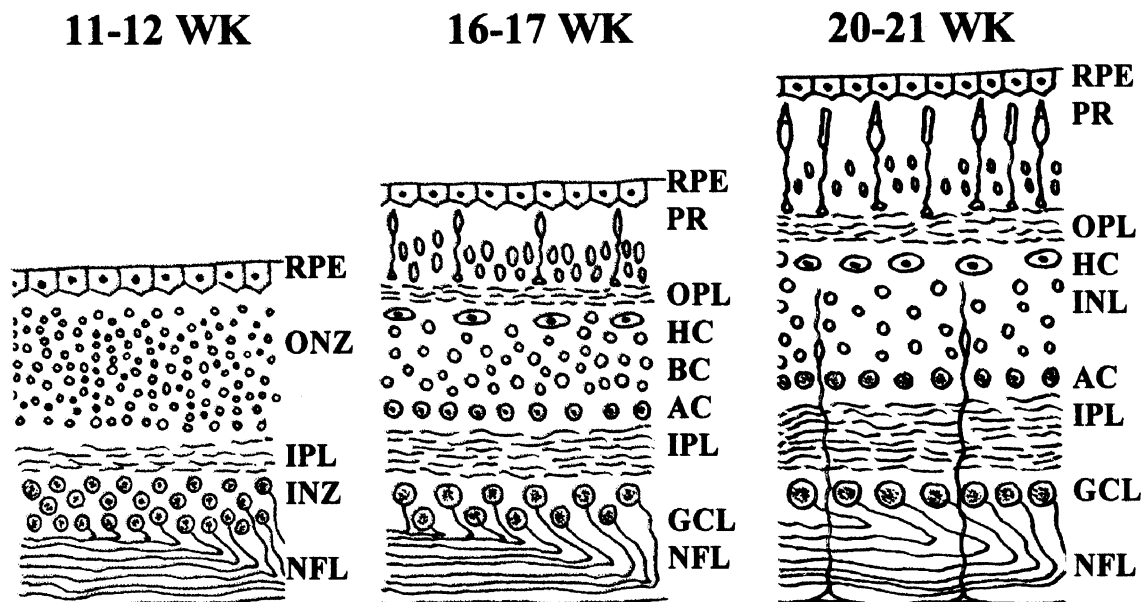 11-12 WK
RPE
ONZ
IPL
INZ
NFL
16-17 WK
RPE
PR
OPL
HC
BC
AC
IPL
GCL
NFL
20-21 WK
RPE
PR
OPL
HC
INL
AC
IPL
GCL
NFL